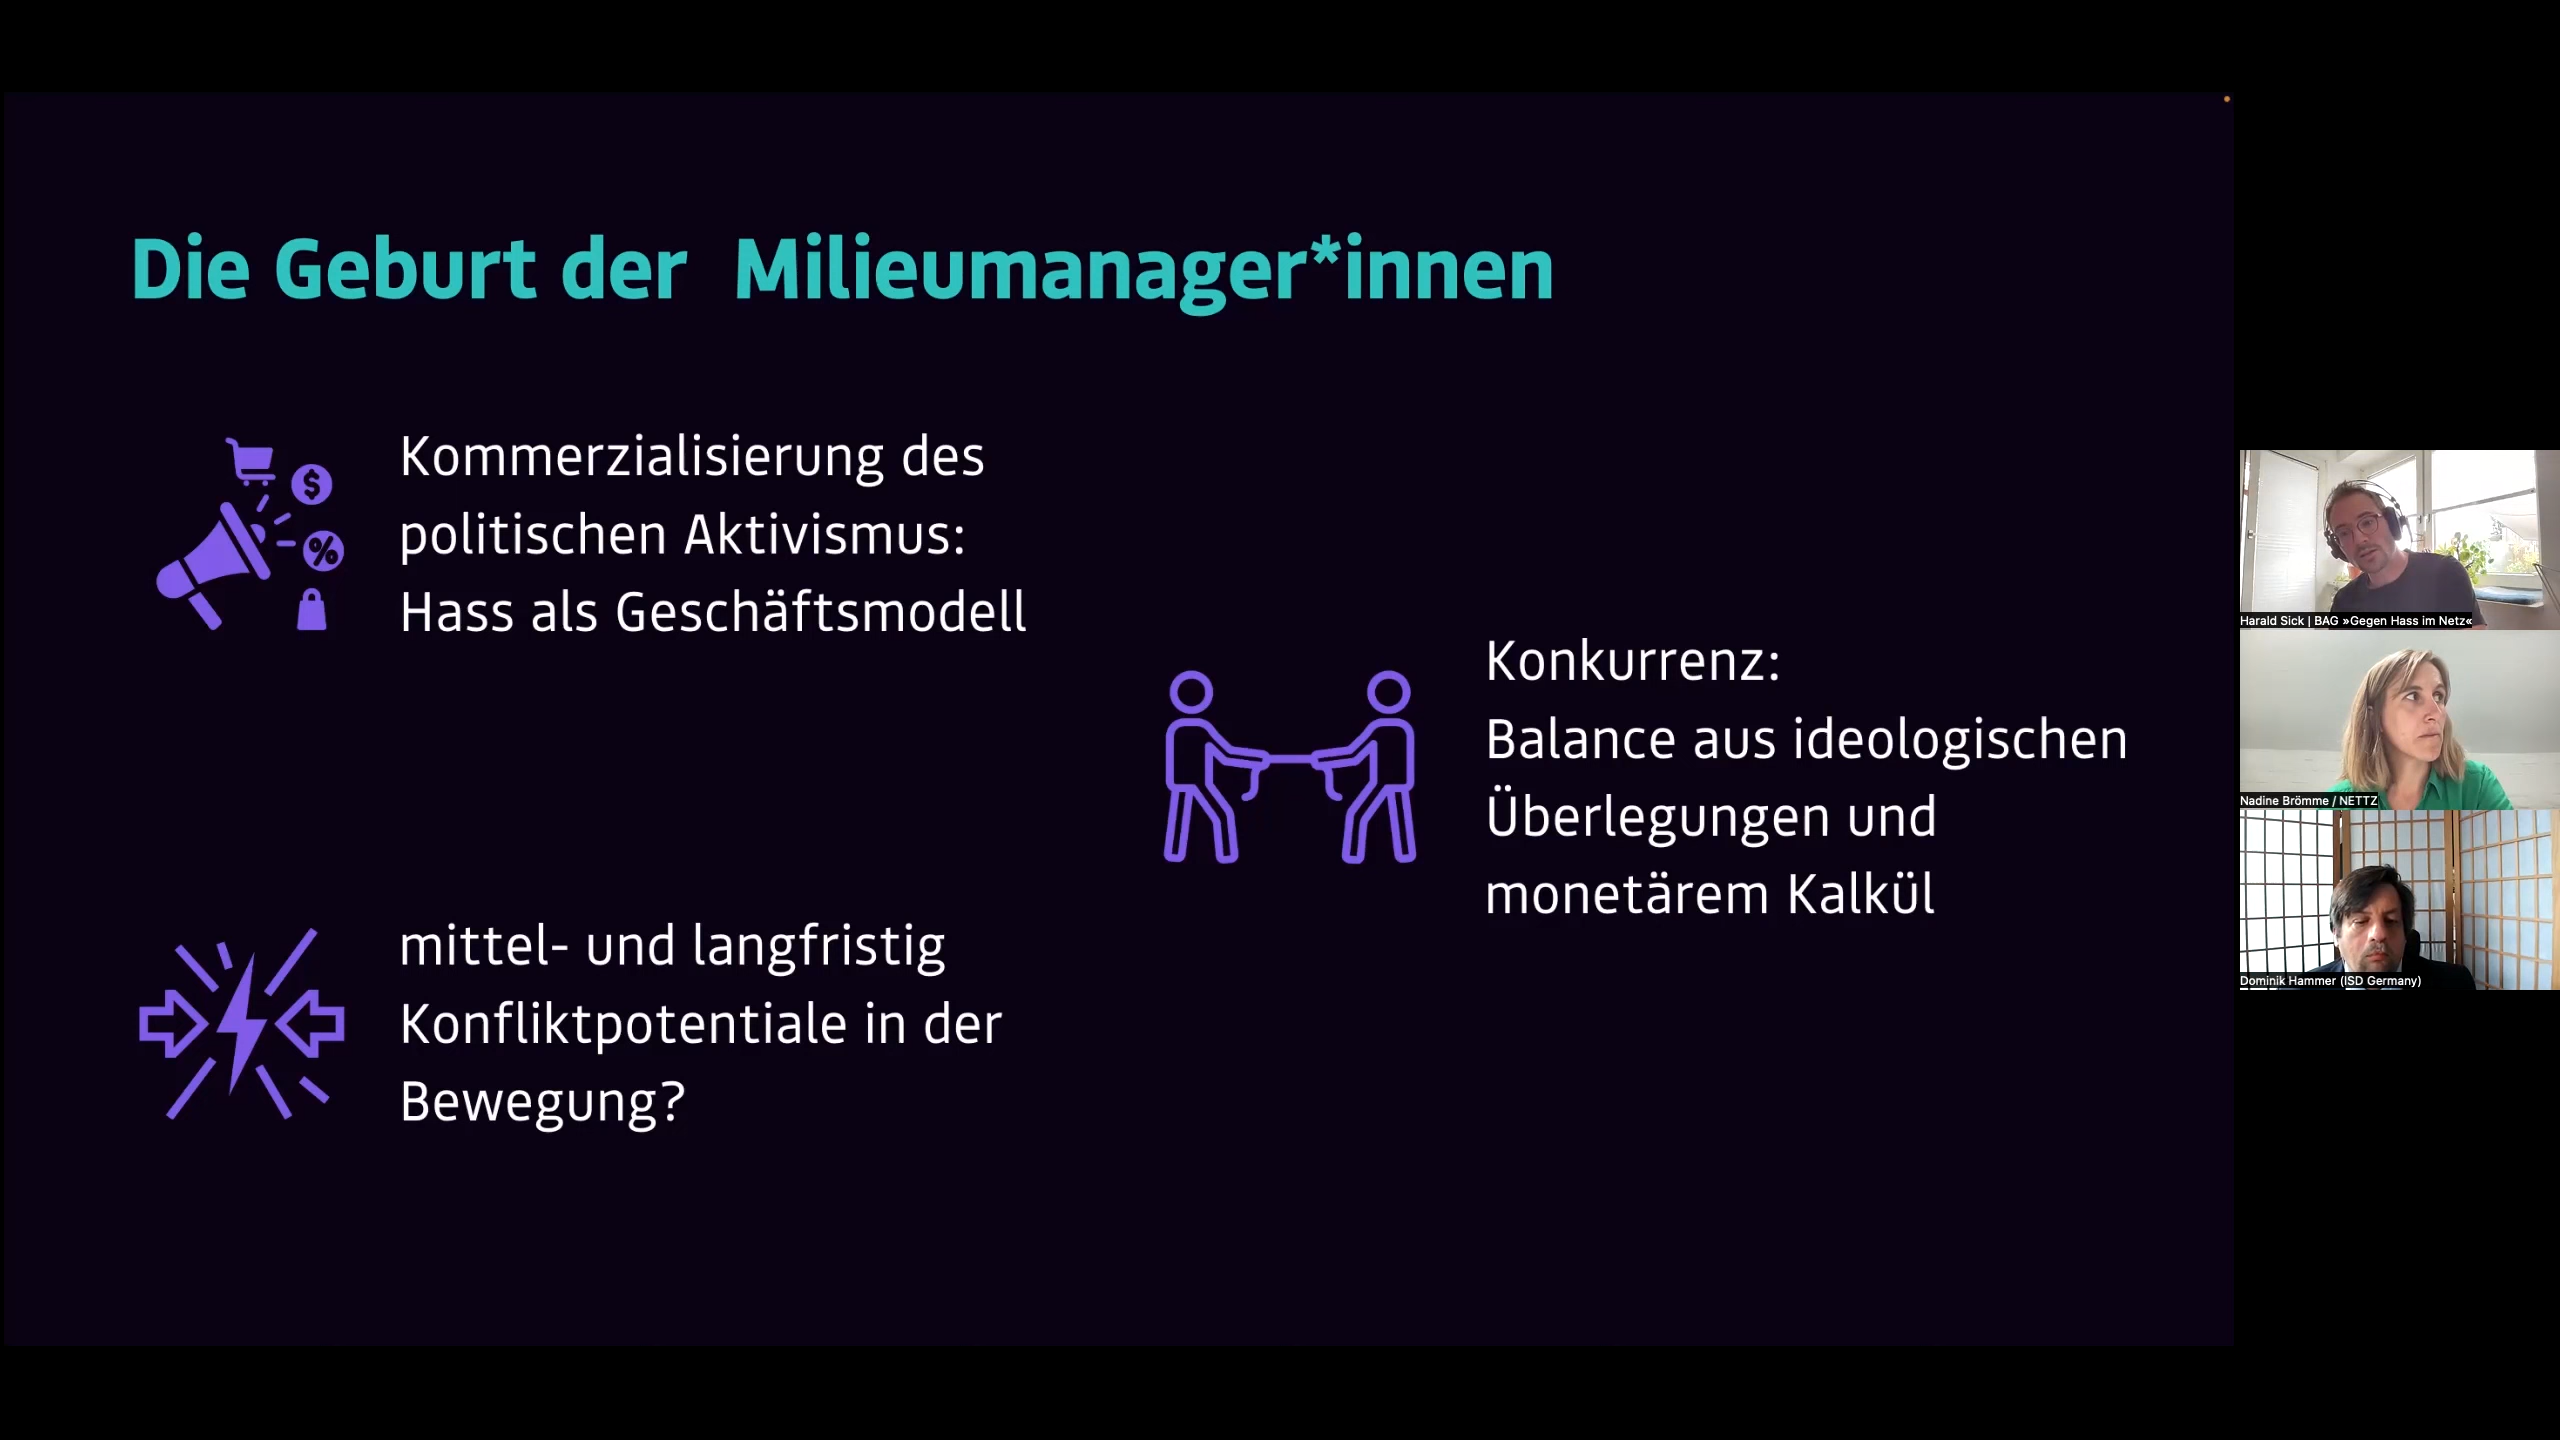 Die Geburt der  Milieumanager*innen
Kommerzialisierung des
politischen Aktivismus:
Hass als Geschäftsmodell
Konkurrenz:
Balance aus ideologischen
Überlegungen und
monetärem Kalkül
mittel- und langfristig
Konfliktpotentiale in der
Bewegung?
Harald Sick | BAG »Gegen Hass im Netz«
Nadine Brömme / NETTZ
Dominik Hammer (ISD Germany)